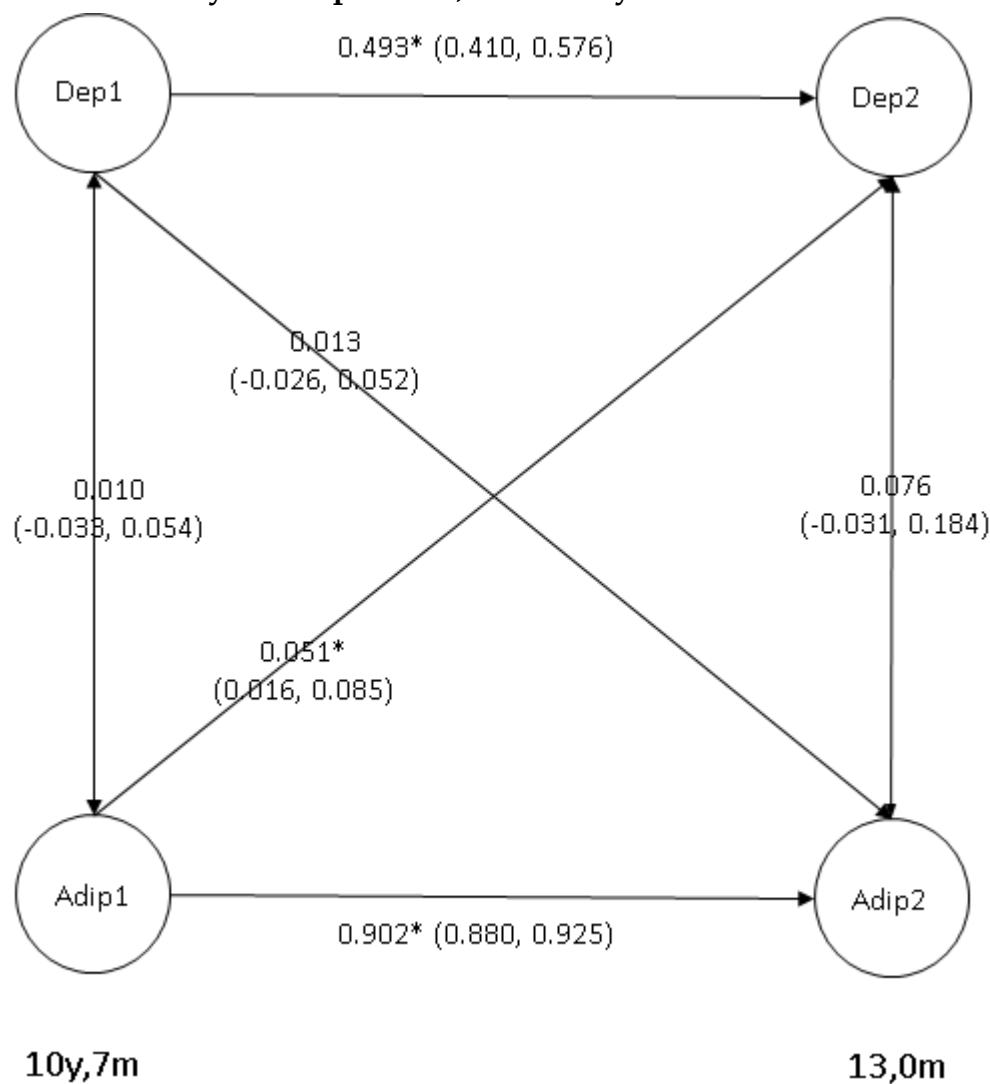 0.493* (0.410, 0.576)
Dep1
Dep2
0.013
(-0.026, 0.052)
0.010
(-0.033, 0.054)
0.076
(-0.031, 0.184)
0.051*
(0.016, 0.085)
Adip1
Adip2
0.902* (0.880, 0.925)
10y,7m
13,0m